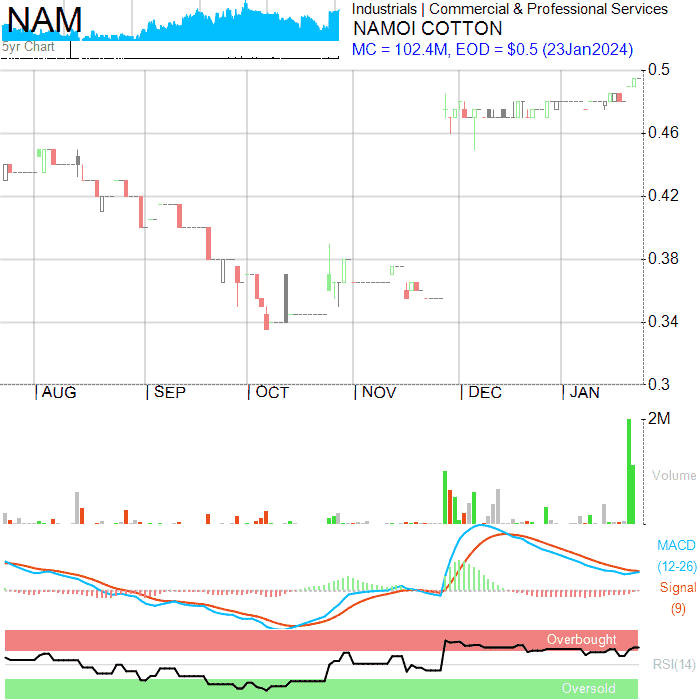 NAM
5yr Chart
Industrials | Commercial & Professional Services
NAMOI COTTON
MC = 102.4M, EOD = $0.5 (23Jan2024)
0.5
0.46
0.42
0.38
0.34
0.3
AUG
SEP
OCT
NOV
DEC
JAN
2M
Volume
MACD
(12-26)
Signal
(9)
Overbought
RSI(14)
Oversold